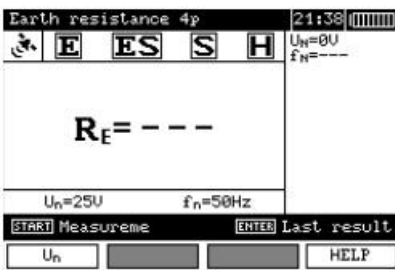 Earth resistance 4p 21:38
E ES S H
UN=0V
fN=---
RE= ---
Un=25V fn=50Hz
START Measureme ENTER Last result
Un HELP